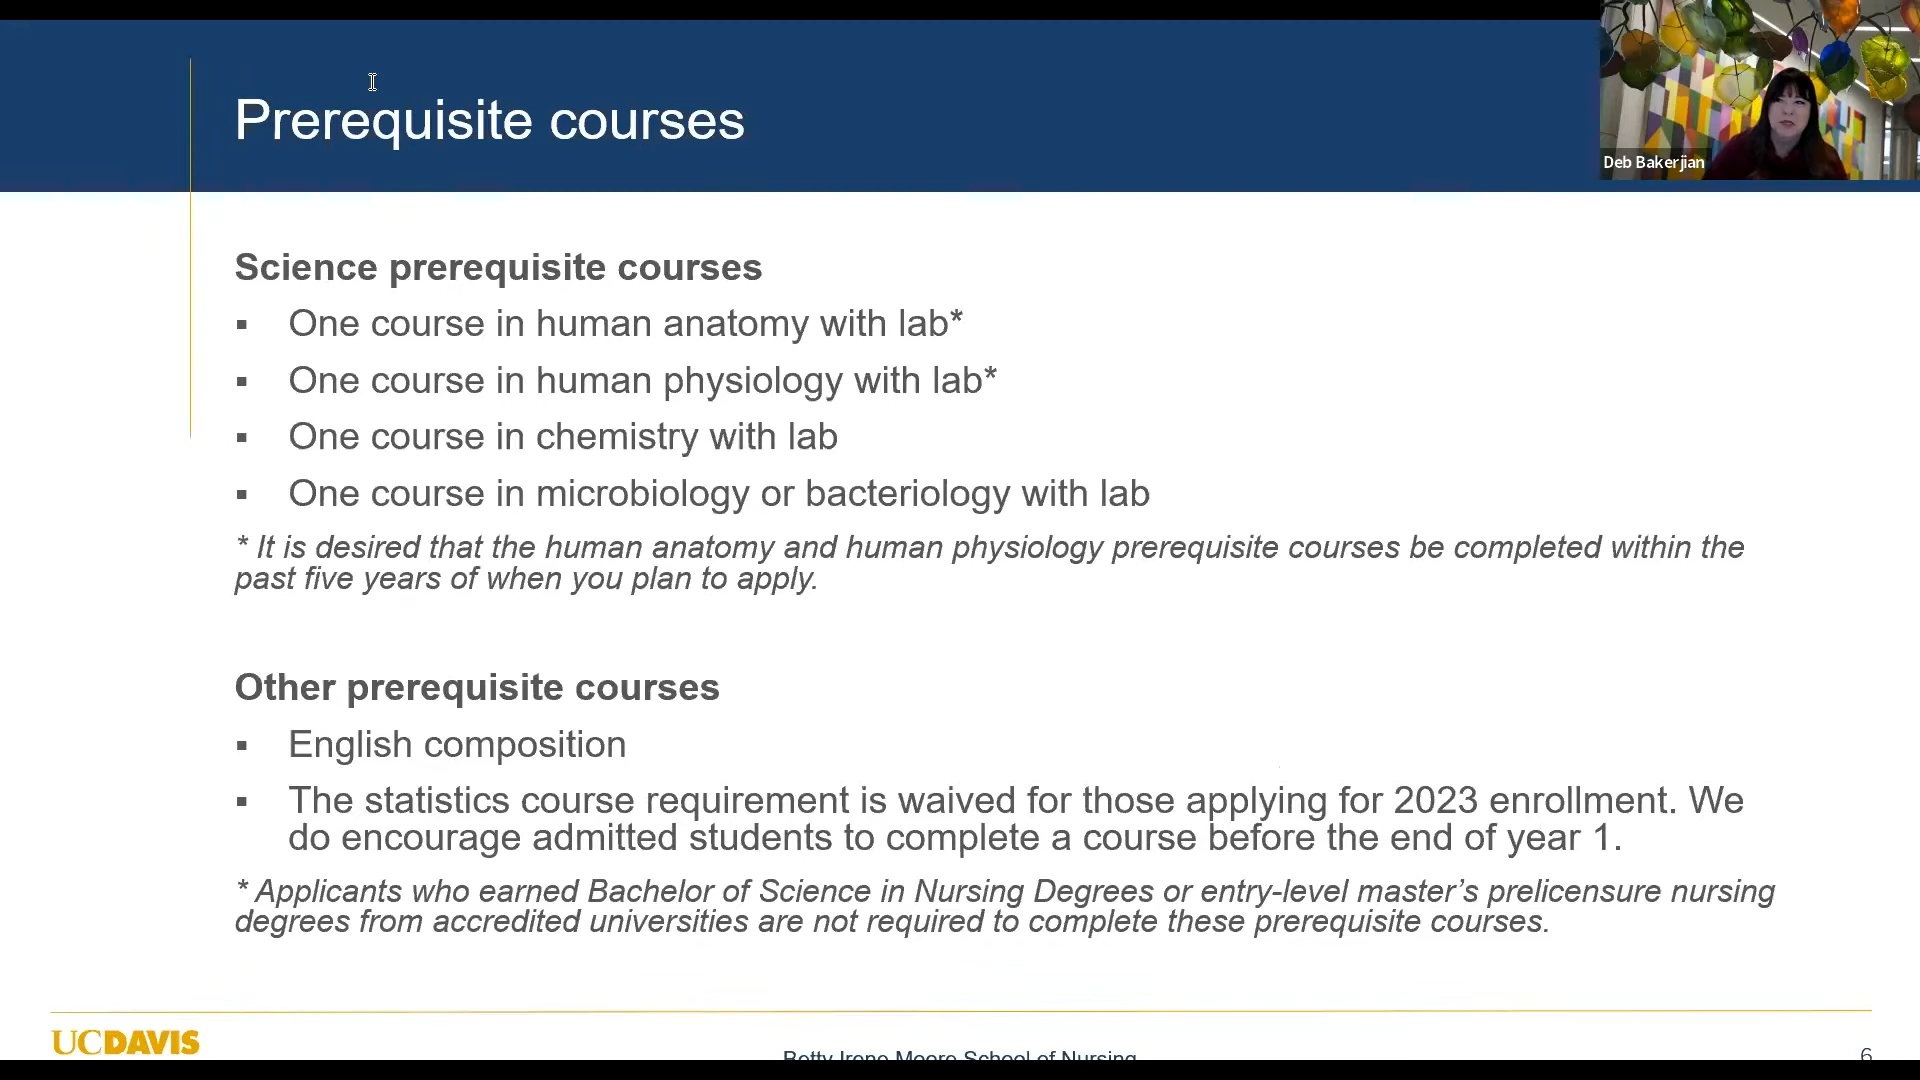 Prerequisite courses
Deb Bakerjian
Science prerequisite courses
▪ One course in human anatomy with lab*
▪ One course in human physiology with lab*
▪ One course in chemistry with lab
▪ One course in microbiology or bacteriology with lab
* It is desired that the human anatomy and human physiology prerequisite courses be completed within the
past five years of when you plan to apply.
Other prerequisite courses
▪ English composition
▪ The statistics course requirement is waived for those applying for 2023 enrollment. We
do encourage admitted students to complete a course before the end of year 1.
* Applicants who earned Bachelor of Science in Nursing Degrees or entry-level master’s prelicensure nursing
degrees from accredited universities are not required to complete these prerequisite courses.
UCDAVIS
Betty Irene Moore School of Nursing
6